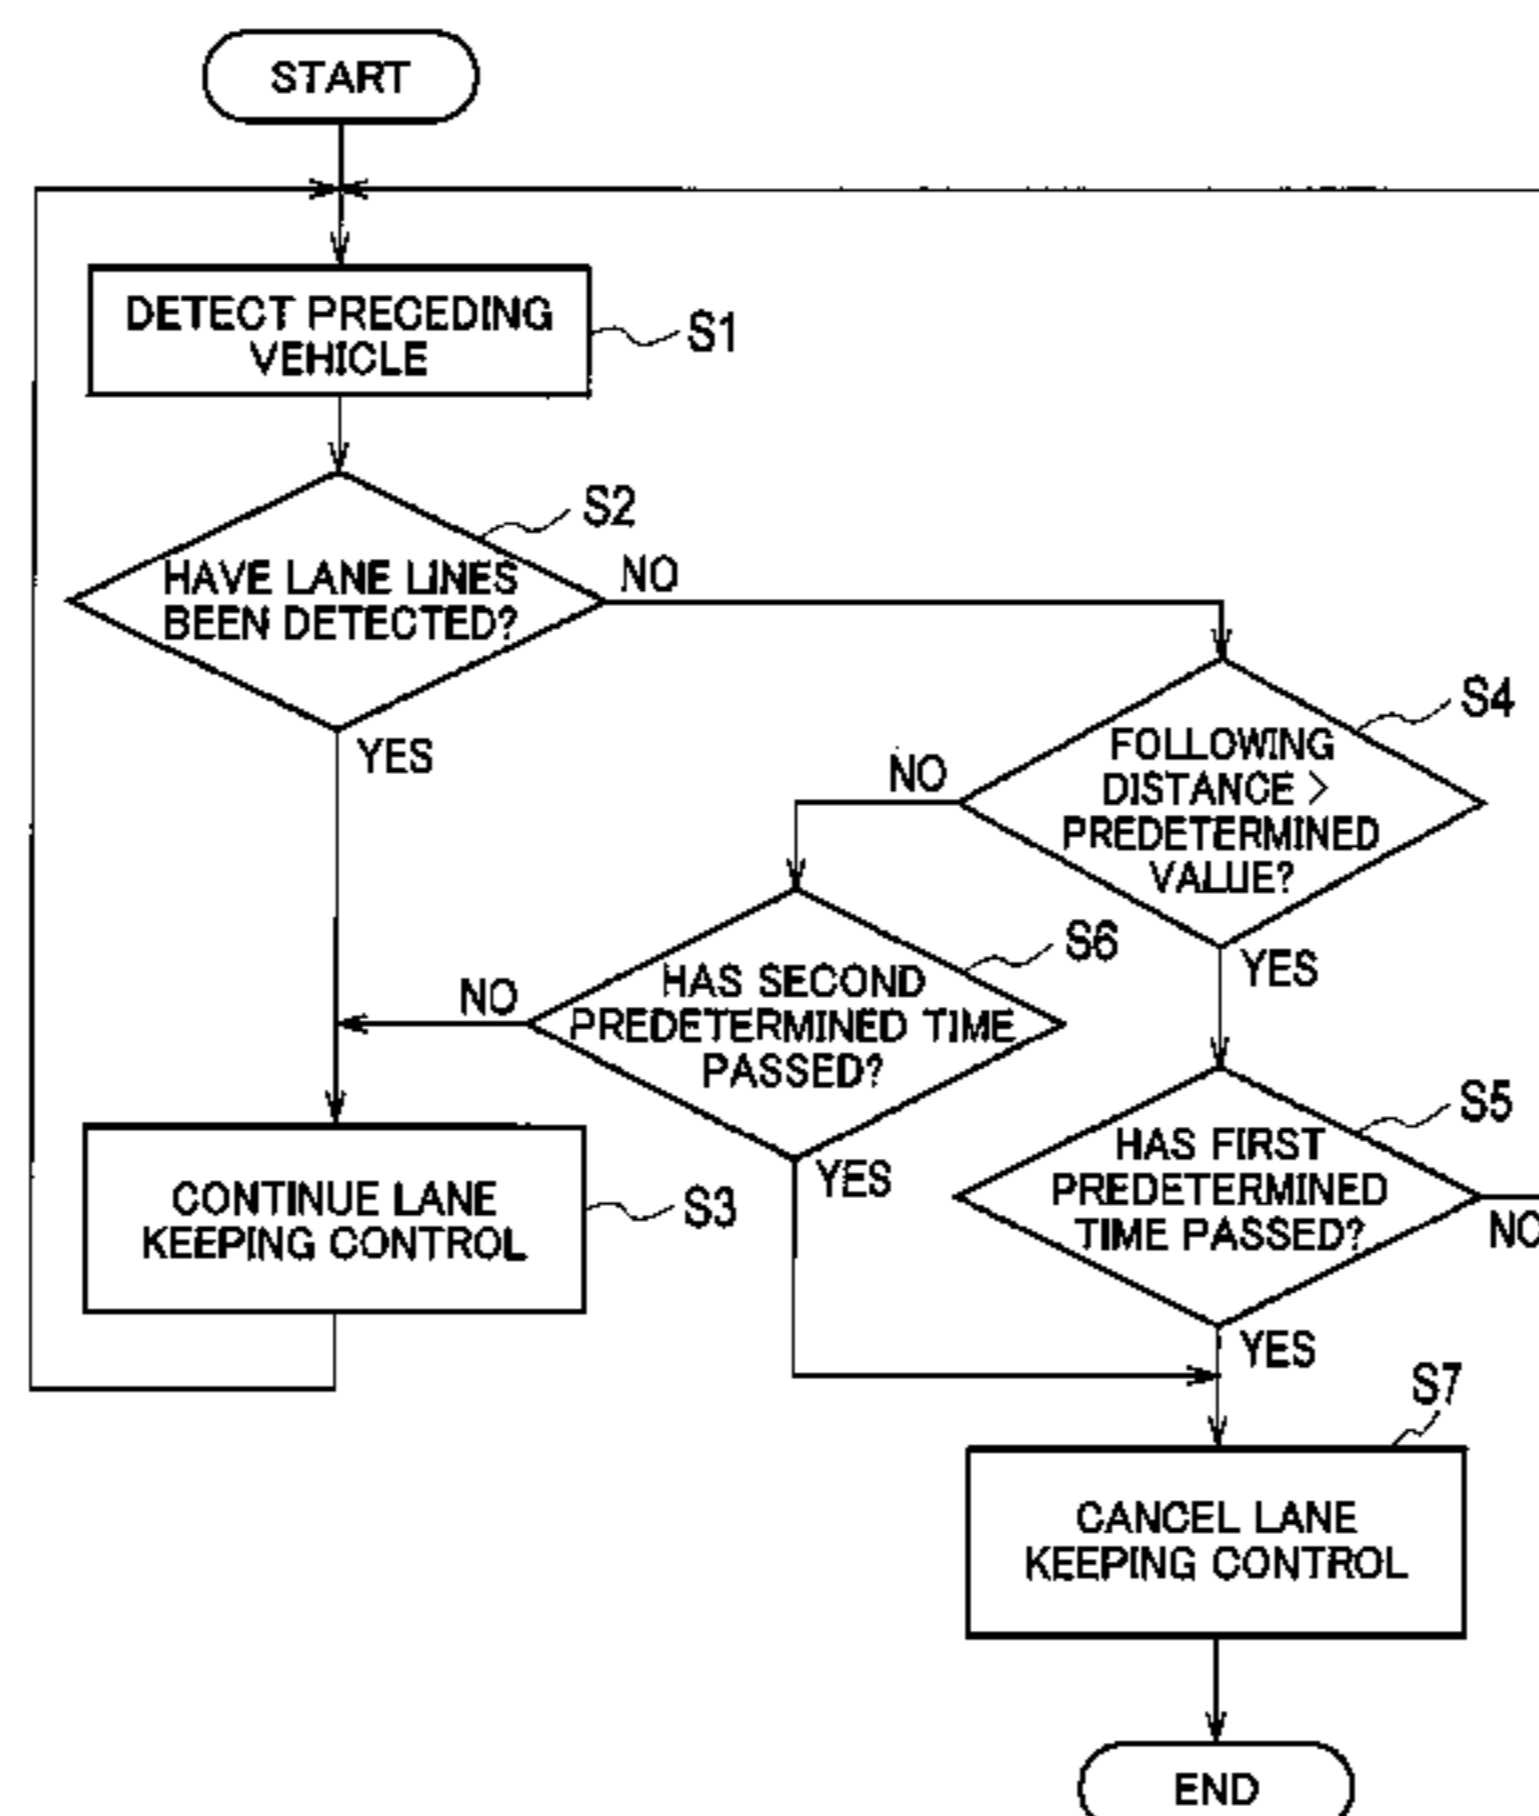 START
DETECT PRECEDING
VEHICLE
S1
S2
HAVE LANE LINES
BEEN DETECTED?
NO
YES
S4
FOLLOWING
DISTANCE >
PREDETERMINED
VALUE?
NO
YES
S6
HAS SECOND
PREDETERMINED TIME
PASSED?
NO
YES
S5
HAS FIRST
PREDETERMINED
TIME PASSED?
NO
YES
CONTINUE LANE
KEEPING CONTROL
S3
S7
CANCEL LANE
KEEPING CONTROL
END